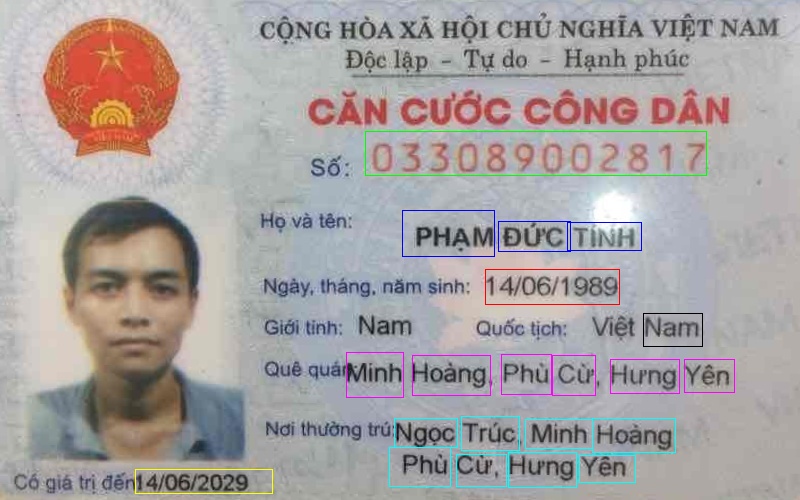 CỘNG HÒA XÃ HỘI CHỦ NGHĨA VIỆT NAM
Độc lập - Tự do - Hạnh phúc
CĂN CƯỚC CÔNG DÂN
Số: 033089002817
Họ và tên: PHẠM ĐỨC TÍNH
Ngày, tháng, năm sinh: 14/06/1989
Giới tính: Nam Quốc tịch: Việt Nam
Quê quán: Minh Hoàng, Phù Cừ, Hưng Yên
Nơi thường trú: Ngọc Trúc, Minh Hoàng
Phù Cừ, Hưng Yên
Có giá trị đến 14/06/2029